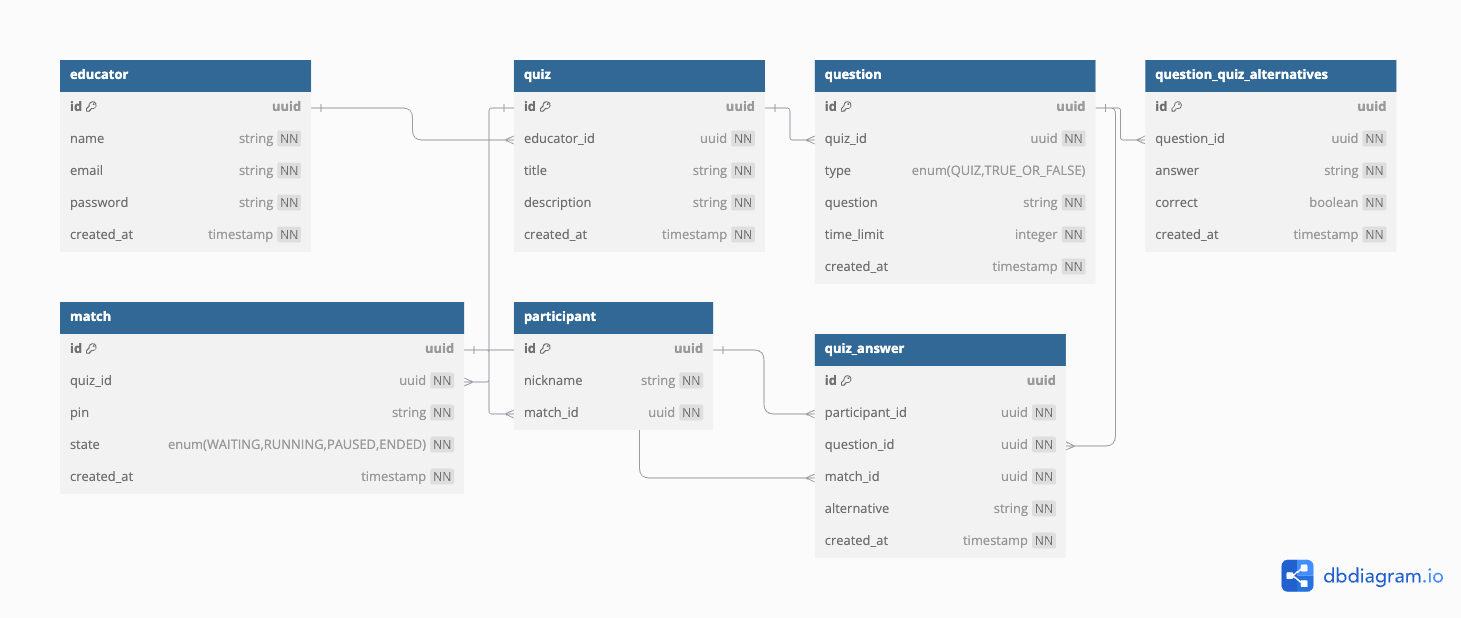 educator
id uuid
name string NN
email string NN
password string NN
created_at timestamp NN
quiz
id uuid
educator_id uuid NN
title string NN
description string NN
created_at timestamp NN
question
id uuid
quiz_id uuid NN
type enum(QUIZ,TRUE_OR_FALSE)
question string NN
time_limit integer NN
created_at timestamp NN
question_quiz_alternatives
id uuid
question_id uuid NN
answer string NN
correct boolean NN
created_at timestamp NN
match
id uuid
quiz_id uuid NN
pin string NN
state enum(WAITING,RUNNING,PAUSED,ENDED) NN
created_at timestamp NN
participant
id uuid
nickname string NN
match_id uuid NN
quiz_answer
id uuid
participant_id uuid NN
question_id uuid NN
match_id uuid NN
alternative string NN
created_at timestamp NN
dbdiagram.io